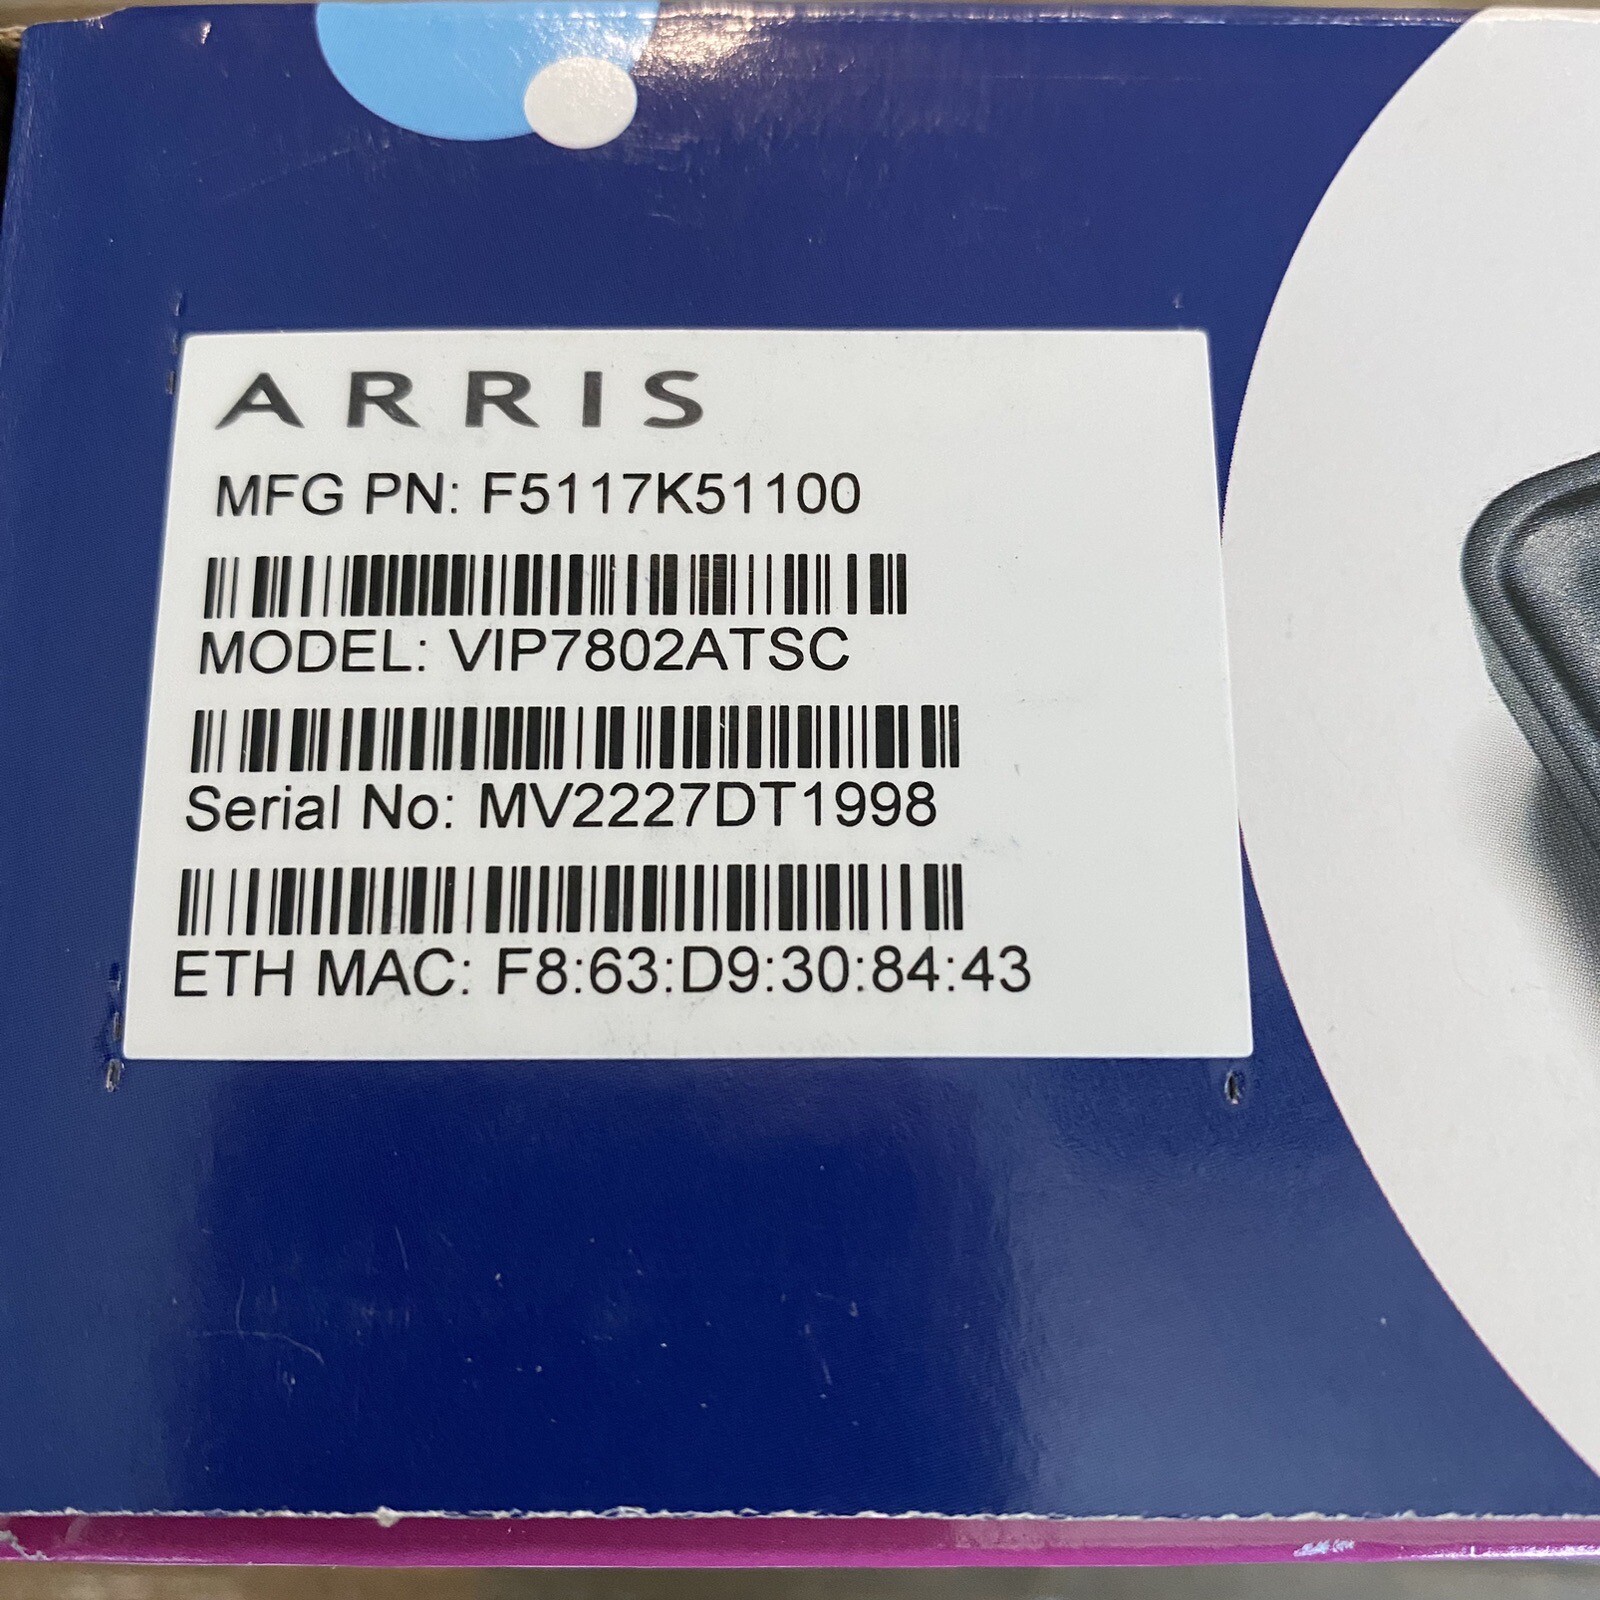 ARRIS
MFG PN: F5117K51100
MODEL: VIP7802ATSC
Serial No: MV2227DT1998
ETH MAC: F8:63:D9:30:84:43